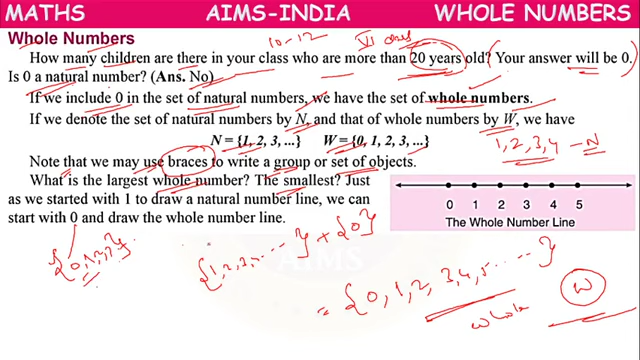 MATHS AIMS-INDIA WHOLE NUMBERS
Whole Numbers
10-12 VI class
How many children are there in your class who are more than 20 years old? (Your answer will be 0.)
Is 0 a natural number? (Ans. No)
If we include 0 in the set of natural numbers, we have the set of whole numbers.
If we denote the set of natural numbers by N, and that of whole numbers by W, we have
N = {1, 2, 3, ...} W = {0, 1, 2, 3, ...}
1, 2, 3, 4 - N
Note that we may use braces to write a group or set of objects.
What is the largest whole number? The smallest? Just
as we started with 1 to draw a natural number line, we can
start with 0 and draw the whole number line.
0 1 2 3 4 5
The Whole Number Line
{1, 2, 3, .... } + {0}
= {0, 1, 2, 3, 4, 5 ..... }
whole
W
AIMS